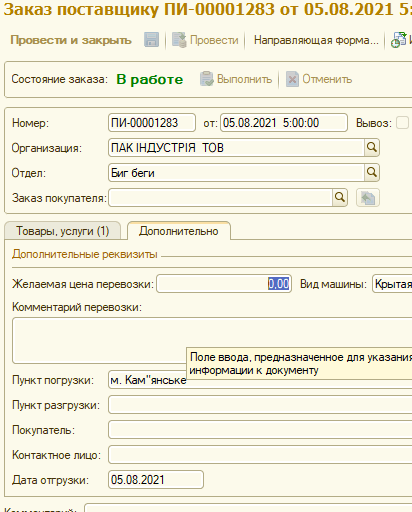 Заказ поставщику ПИ-00001283 от 05.08.2021 5:
Провести и закрыть Провести Направляющая форма...
Состояние заказа: В работе Выполнить Отменить
Номер: ПИ-00001283 от: 05.08.2021 5:00:00 Вывоз:
Организация: ПАК ІНДУСТРІЯ ТОВ
Отдел: Биг беги
Заказ покупателя:
Товары, услуги (1) Дополнительно
Дополнительные реквизиты
Желаемая цена перевозки: 0,00 Вид машины: Крытая
Комментарий перевозки:
Поле ввода, предназначенное для указания
информации к документу
Пункт погрузки: м. Кам"янське
Пункт разгрузки:
Покупатель:
Контактное лицо:
Дата отгрузки: 05.08.2021